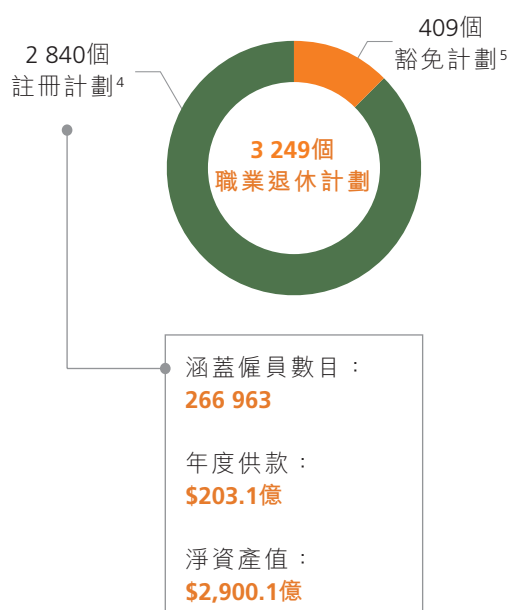 2 840個
註冊計劃4
409個
豁免計劃5
3 249個
職業退休計劃
涵蓋僱員數目：
266 963
年度供款：
$203.1億
淨資產值：
$2,900.1億